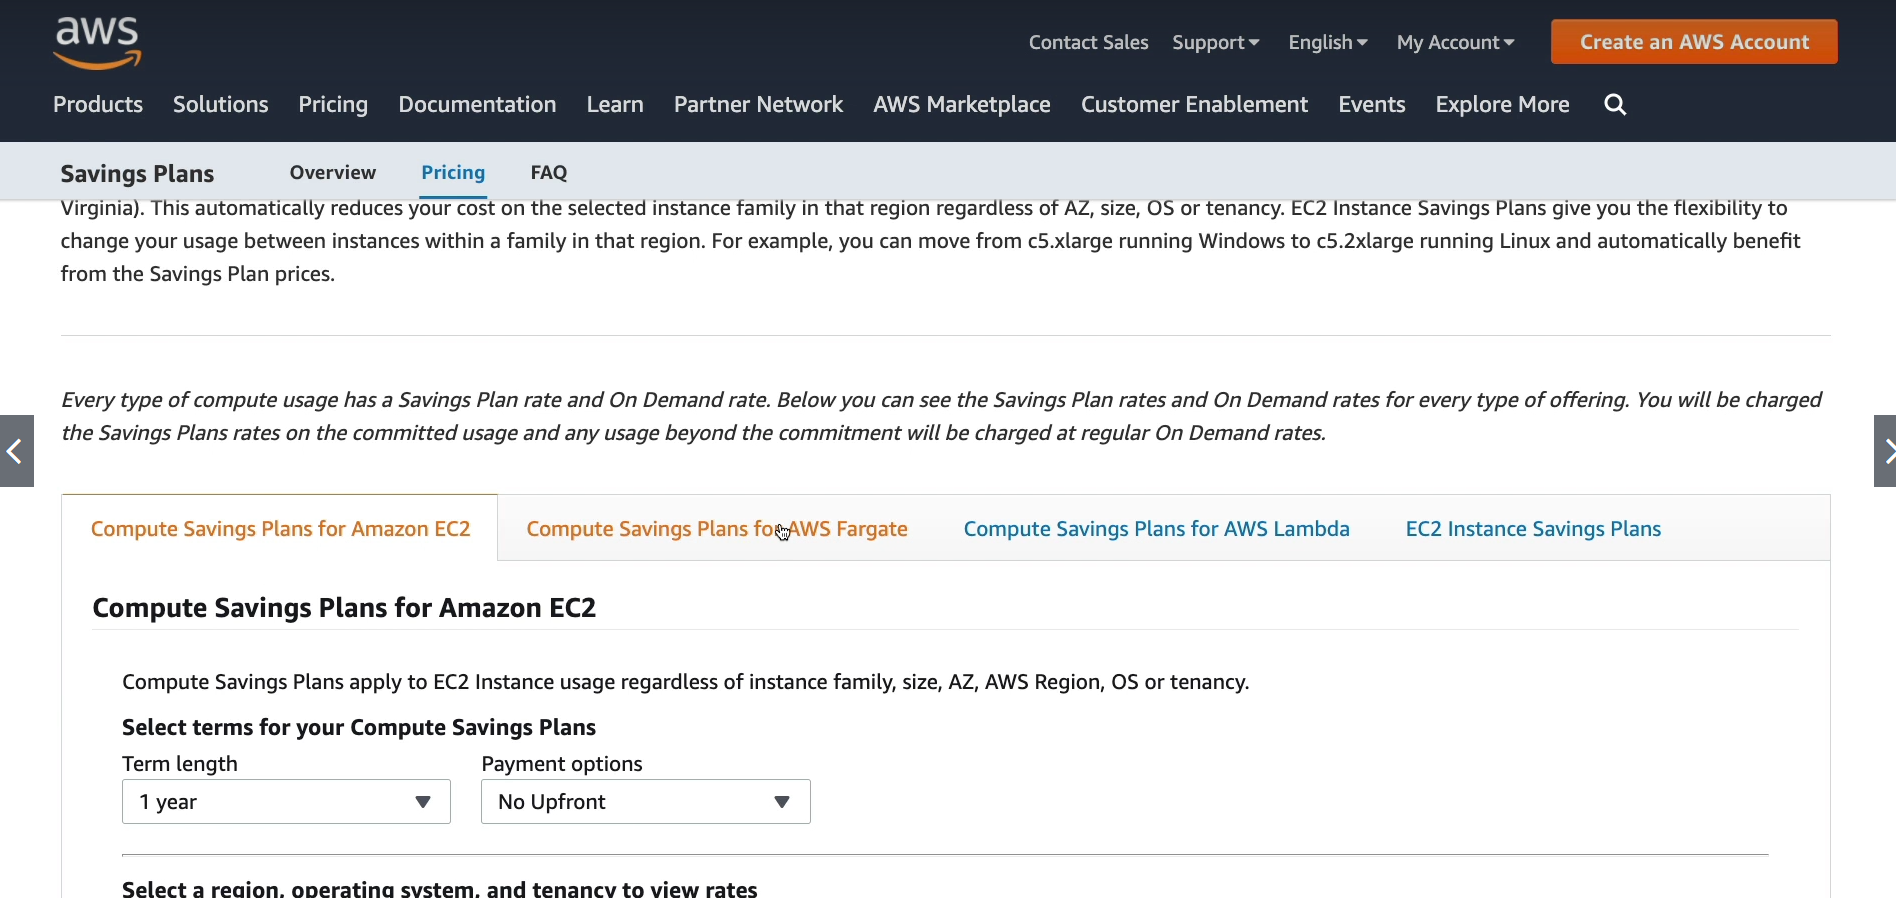 aws
Contact Sales Support English My Account Create an AWS Account
Products Solutions Pricing Documentation Learn Partner Network AWS Marketplace Customer Enablement Events Explore More
Savings Plans Overview Pricing FAQ
Virginia). This automatically reduces your cost on the selected instance family in that region regardless of AZ, size, OS or tenancy. EC2 Instance Savings Plans give you the flexibility to
change your usage between instances within a family in that region. For example, you can move from c5.xlarge running Windows to c5.2xlarge running Linux and automatically benefit
from the Savings Plan prices.
Every type of compute usage has a Savings Plan rate and On Demand rate. Below you can see the Savings Plan rates and On Demand rates for every type of offering. You will be charged
the Savings Plans rates on the committed usage and any usage beyond the commitment will be charged at regular On Demand rates.
Compute Savings Plans for Amazon EC2 Compute Savings Plans for AWS Fargate Compute Savings Plans for AWS Lambda EC2 Instance Savings Plans
Compute Savings Plans for Amazon EC2
Compute Savings Plans apply to EC2 Instance usage regardless of instance family, size, AZ, AWS Region, OS or tenancy.
Select terms for your Compute Savings Plans
Term length Payment options
1 year No Upfront
Select a region, operating system, and tenancy to view rates